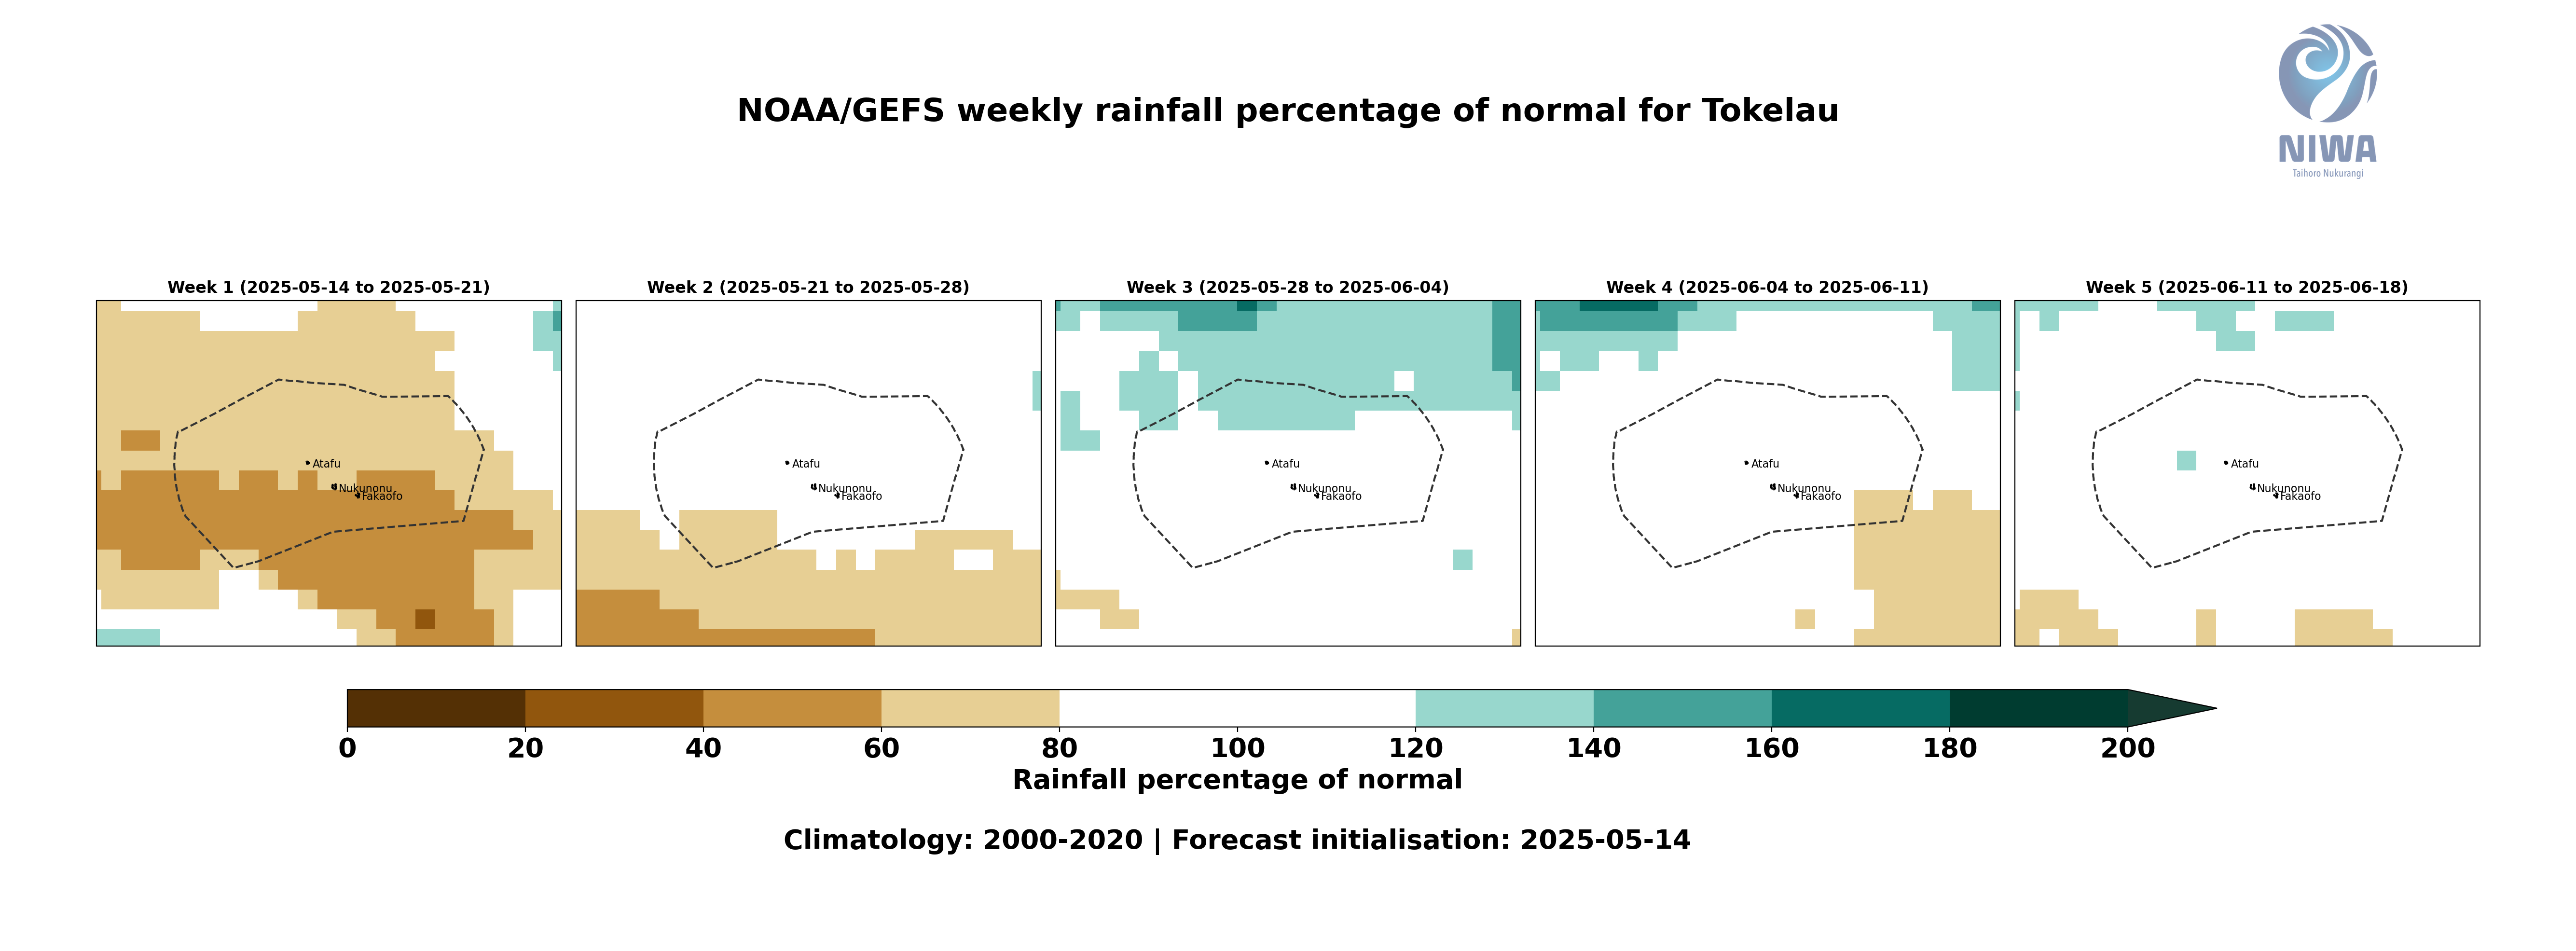 NOAA/GEFS weekly rainfall percentage of normal for Tokelau
NIWA
Taihoro Nukurangi
Week 1 (2025-05-14 to 2025-05-21)
Week 2 (2025-05-21 to 2025-05-28)
Week 3 (2025-05-28 to 2025-06-04)
Week 4 (2025-06-04 to 2025-06-11)
Week 5 (2025-06-11 to 2025-06-18)
Atafu
Nukunonu
Fakaofo
Atafu
Nukunonu
Fakaofo
Atafu
Nukunonu
Fakaofo
Atafu
Nukunonu
Fakaofo
Atafu
Nukunonu
Fakaofo
0 20 40 60 80 100 120 140 160 180 200
Rainfall percentage of normal
Climatology: 2000-2020 | Forecast initialisation: 2025-05-14